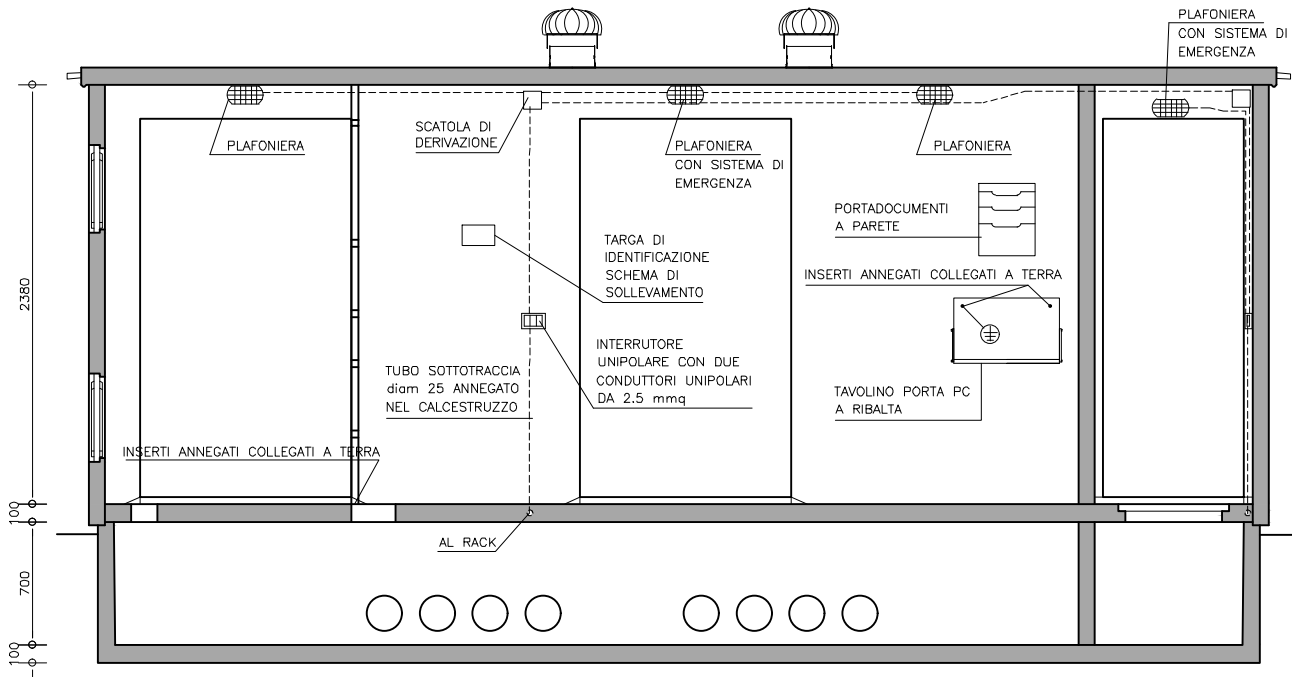 PLAFONIERA
CON SISTEMA DI
EMERGENZA
SCATOLA DI
DERIVAZIONE
PLAFONIERA
PLAFONIERA
CON SISTEMA DI
EMERGENZA
PLAFONIERA
PORTADOCUMENTI
A PARETE
TARGA DI
IDENTIFICAZIONE
SCHEMA DI
SOLLEVAMENTO
INSERTI ANNEGATI COLLEGATI A TERRA
2380
INTERRUTORE
UNIPOLARE CON DUE
CONDUTTORI UNIPOLARI
DA 2.5 mmq
TUBO SOTTOTRACCIA
diam 25 ANNEGATO
NEL CALCESTRUZZO
TAVOLINO PORTA PC
A RIBALTA
INSERTI ANNEGATI COLLEGATI A TERRA
100
AL RACK
700
100